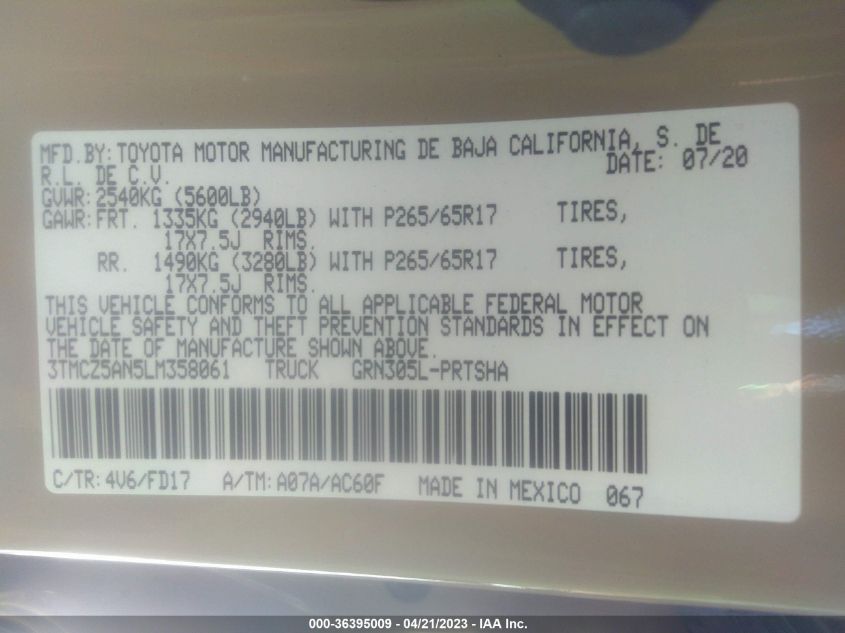 MFD.BY: TOYOTA MOTOR MANUFACTURING DE BAJA CALIFORNIA, S. DE
R.L. DE C.V. DATE: 07/20
GVWR: 2540KG (5600LB)
GAWR: FRT. 1335KG (2940LB) WITH P265/65R17 TIRES,
17X7.5J RIMS.
RR. 1490KG (3280LB) WITH P265/65R17 TIRES,
17X7.5J RIMS.
THIS VEHICLE CONFORMS TO ALL APPLICABLE FEDERAL MOTOR
VEHICLE SAFETY AND THEFT PREVENTION STANDARDS IN EFFECT ON
THE DATE OF MANUFACTURE SHOWN ABOVE.
3TMCZ5AN5LM358061 TRUCK GRN305L-PRTSHA
C/TR: 4V6/FD17 A/TM: A07A/AC60F MADE IN MEXICO 067
000-36395009 - 04/21/2023 - IAA Inc.